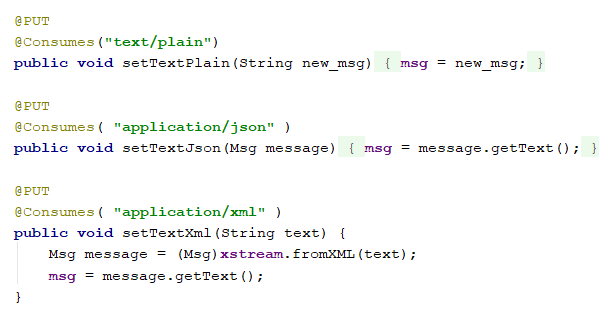 @PUT
@Consumes("text/plain")
public void setTextPlain(String new_msg) { msg = new_msg; }
@PUT
@Consumes( "application/json" )
public void setTextJson(Msg message) { msg = message.getText(); }
@PUT
@Consumes( "application/xml" )
public void setTextXml(String text) {
    Msg message = (Msg)xstream.fromXML(text);
    msg = message.getText();
}